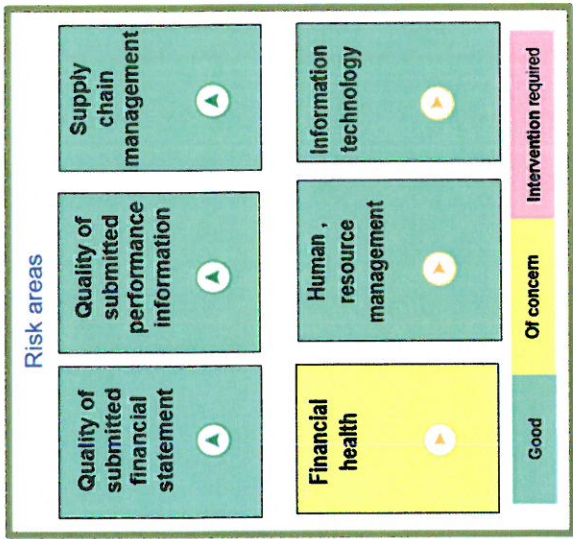 Risk areas
Quality of
submitted
financial
statement
Quality of
submitted
performance
information
Supply
chain
management
Financial
health
Human ,
resource
management
Information
technology
Good
Of concern
Intervention required